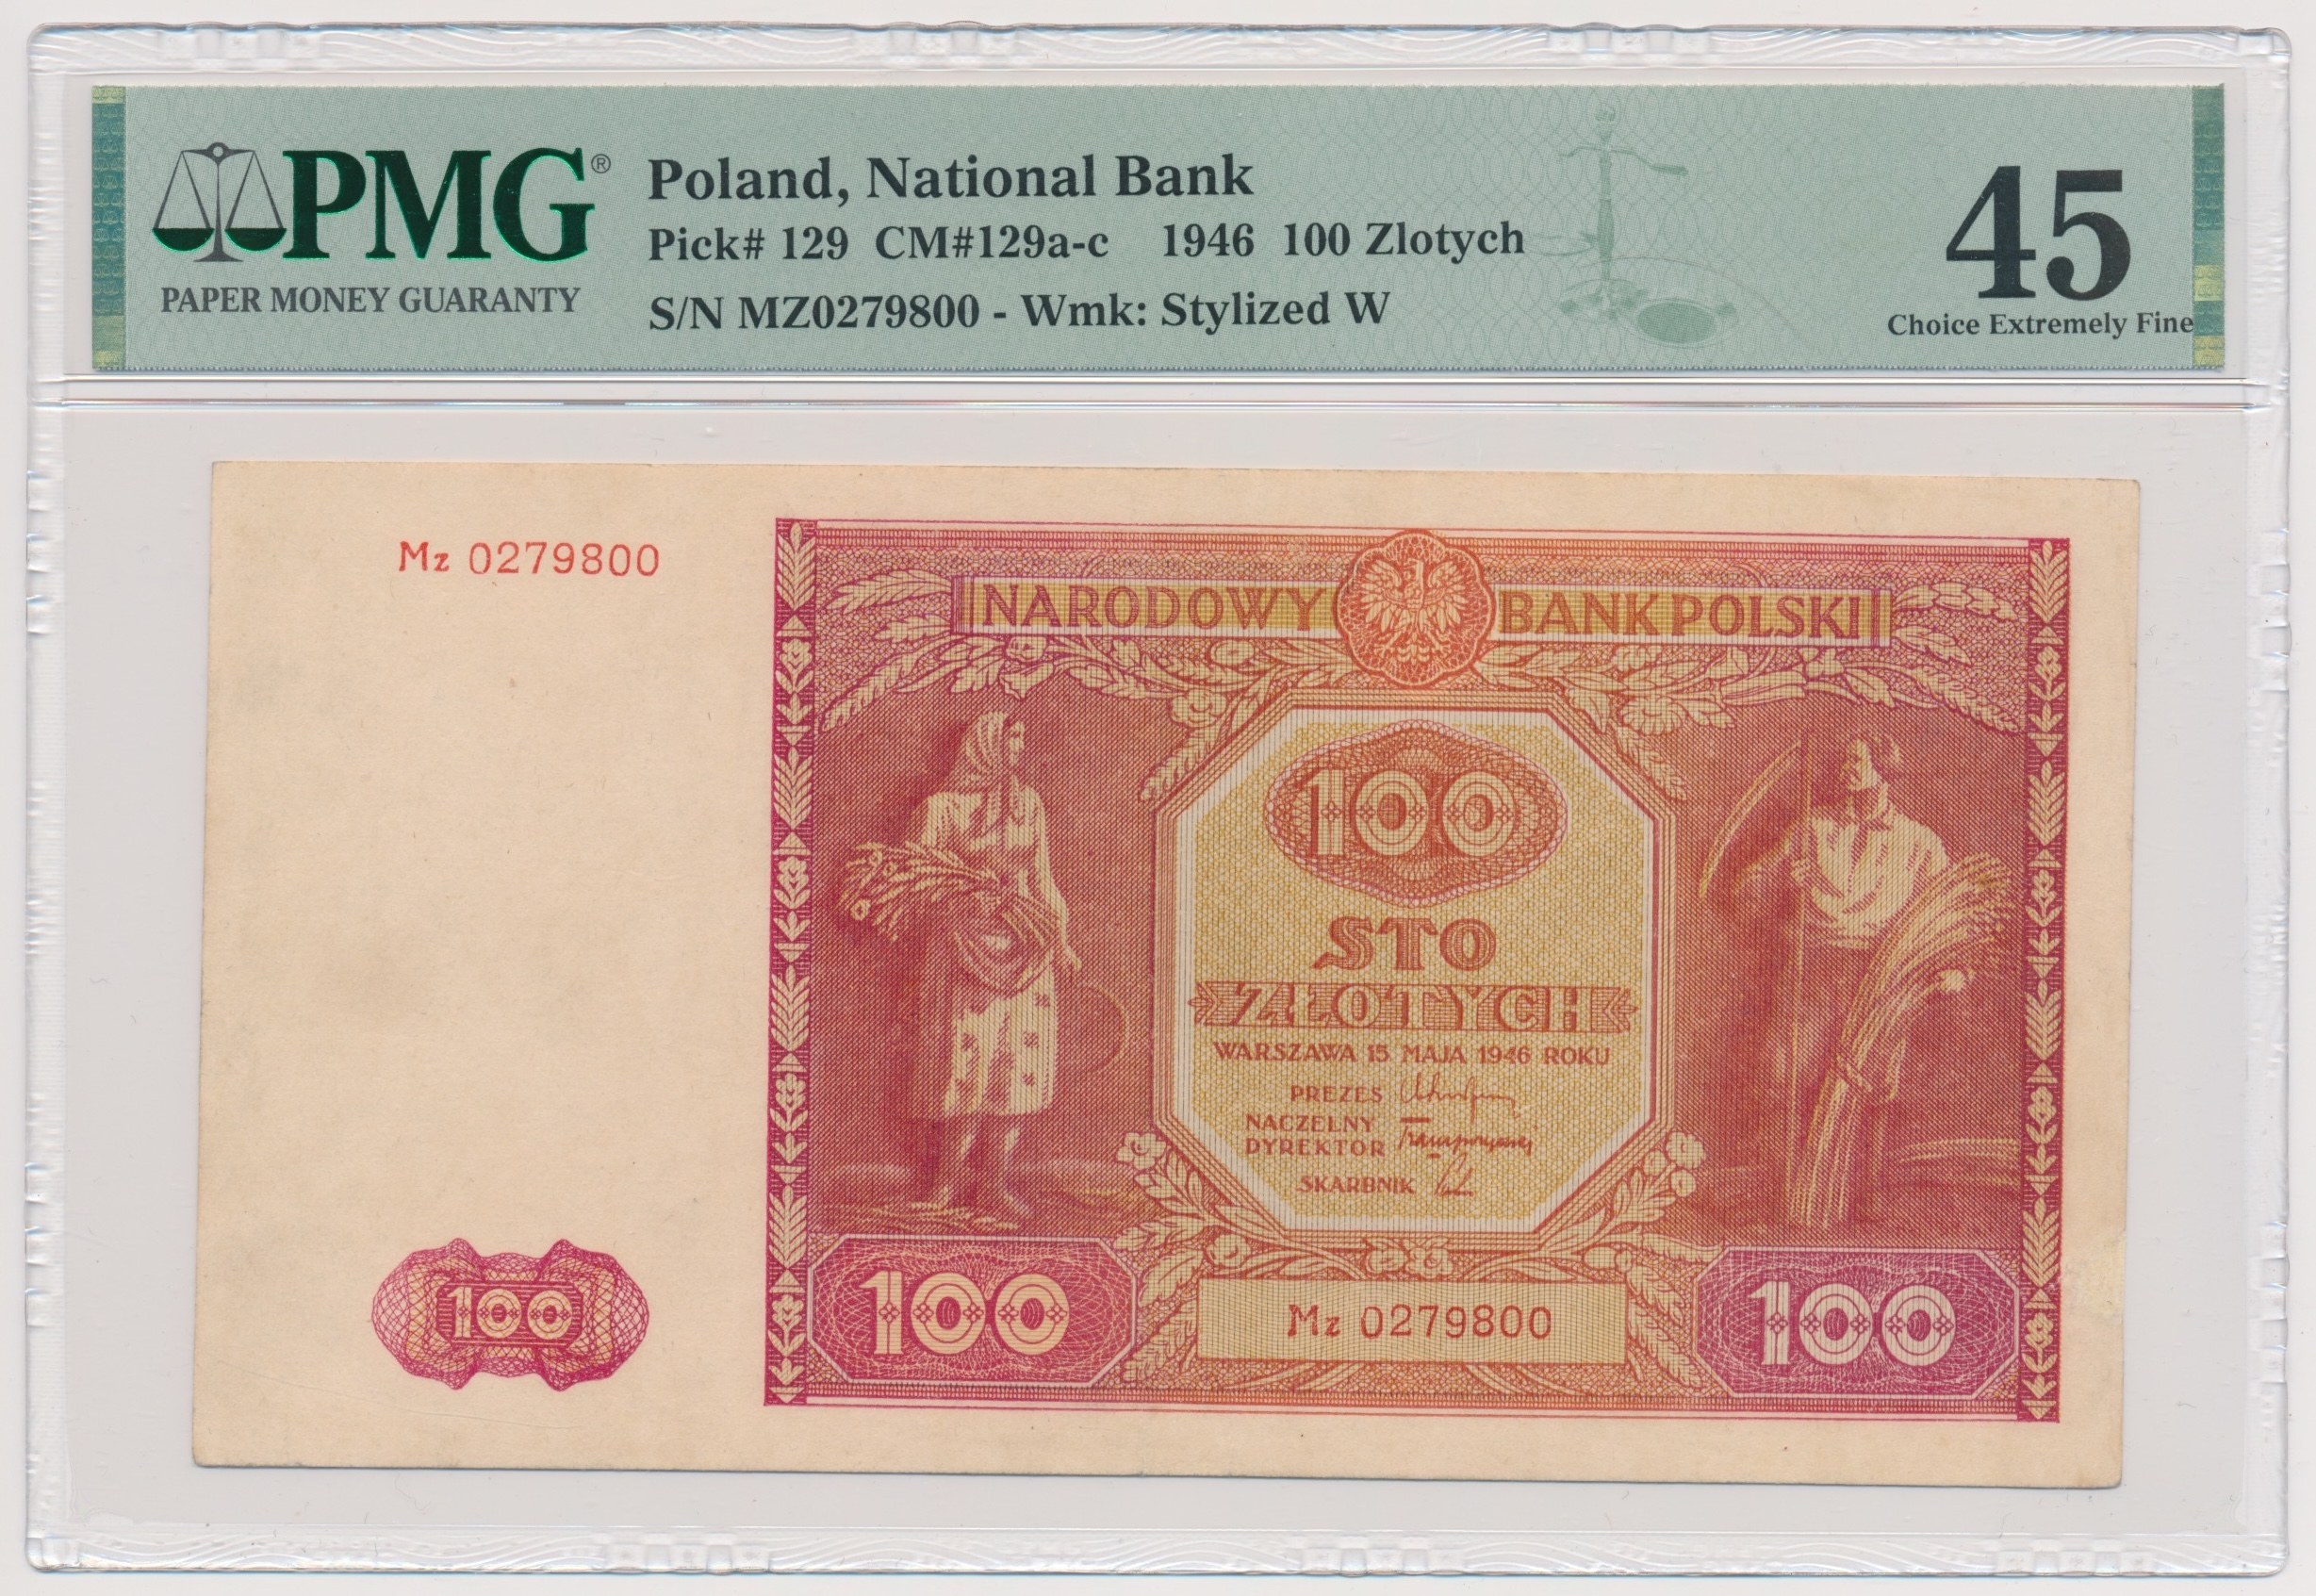 PMG®
PAPER MONEY GUARANTY
Poland, National Bank
Pick# 129 CM#129a-c 1946 100 Zlotych
S/N MZ0279800 - Wmk: Stylized W
45
Choice Extremely Fine
Mz 0279800
NARODOWY BANK POLSKI
100
STO
ZŁOTYCH
WARSZAWA 15 MAJA 1946 ROKU
PREZES
NACZELNY
DYREKTOR
SKARBNIK
100
100
Mz 0279800
100